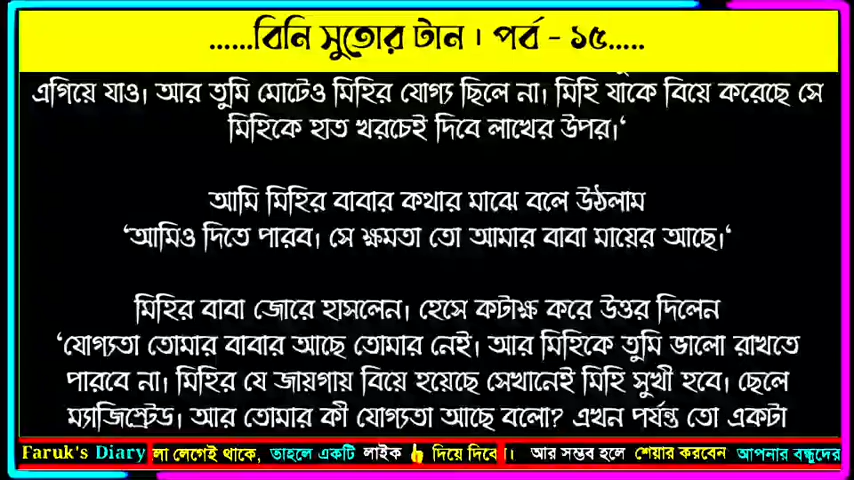 ......বিনি সুতোর টান। পর্ব - ১৫.....
এগিয়ে যাও। আর তুমি মোটেও মিহির যোগ্য ছিলে না। মিহি যাকে বিয়ে করেছে সে
মিহিকে হাত খরচেই দিবে লাখের উপর।‘
আমি মিহির বাবার কথার মাঝে বলে উঠলাম
‘আমিও দিতে পারব। সে ক্ষমতা তো আমার বাবা মায়ের আছে।‘
মিহির বাবা জোরে হাসলেন। হেসে কটাক্ষ করে উত্তর দিলেন
‘যোগ্যতা তোমার বাবার আছে তোমার নেই। আর মিহিকে তুমি ভালো রাখতে
পারবে না। মিহির যে জায়গায় বিয়ে হয়েছে সেখানেই মিহি সুখী হবে। ছেলে
ম্যাজিস্ট্রেড। আর তোমার কী যোগ্যতা আছে বলো? এখন পর্যন্ত তো একটা
Faruk's Diary লা লেগেই থাকে, তাহলে একটি লাইক 👍 দিয়ে দিবেন। আর সম্ভব হলে শেয়ার করবেন আপনার বন্ধুদের